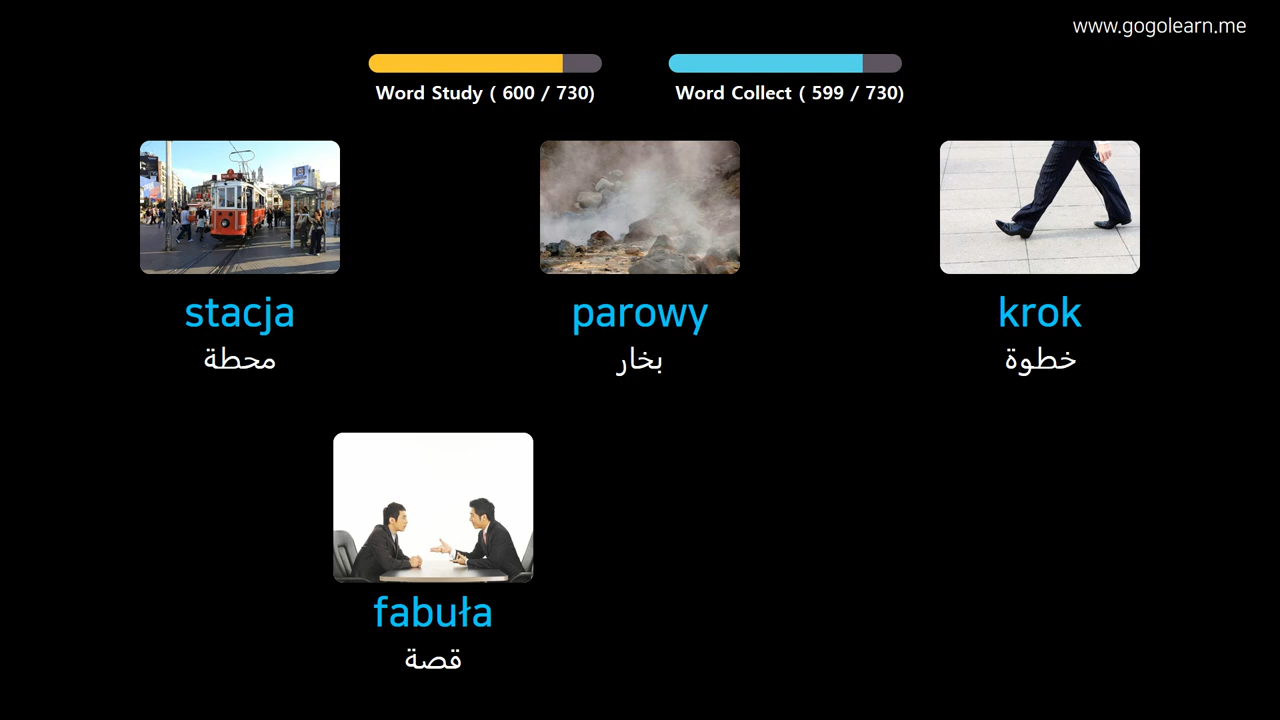 www.gogolearn.me
Word Study ( 600 / 730)
Word Collect ( 599 / 730)
stacja
محطة
parowy
بخار
krok
خطوة
fabuła
قصة